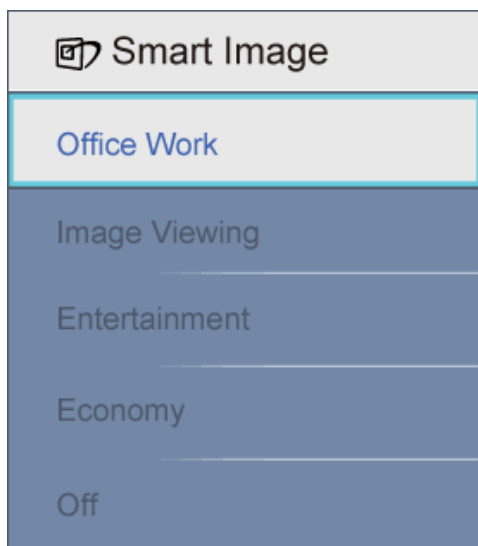 Smart Image
Office Work
Image Viewing
Entertainment
Economy
Off